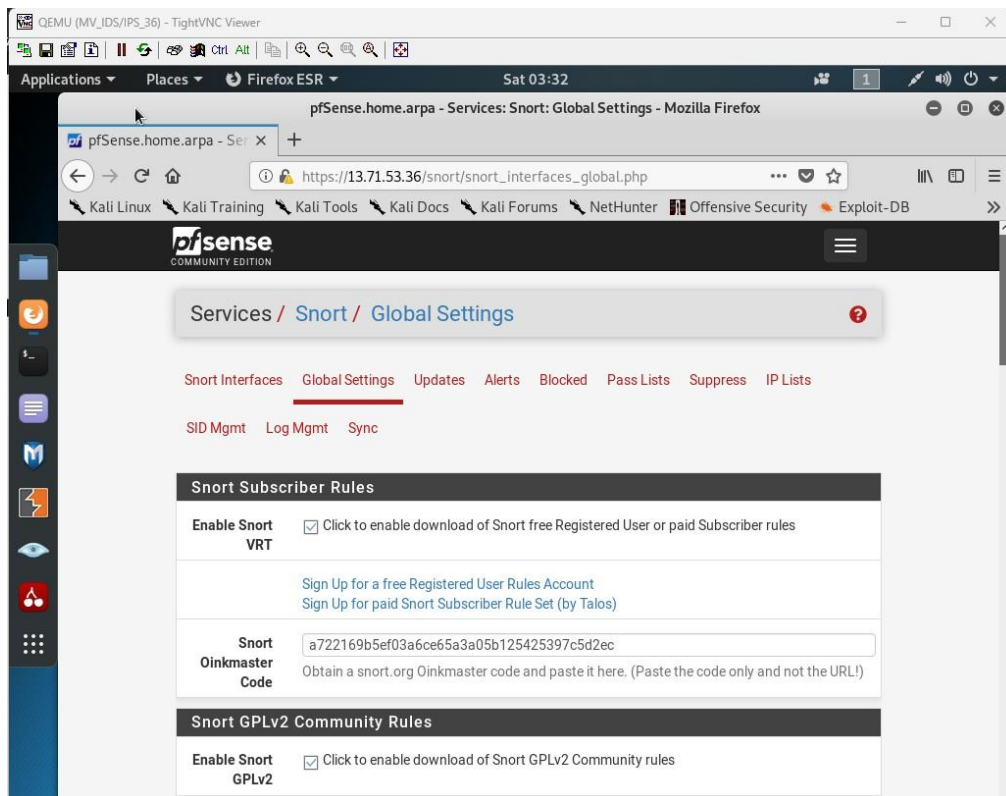 QEMU (MV_IDS/IPS_36) - TightVNC Viewer
Ctrl Alt
Applications Places Firefox ESR Sat 03:32 1
pfSense.home.arpa - Services: Snort: Global Settings - Mozilla Firefox
pfSense.home.arpa - Ser
https://13.71.53.36/snort/snort_interfaces_global.php
Kali Linux Kali Training Kali Tools Kali Docs Kali Forums NetHunter Offensive Security Exploit-DB
pfsense
COMMUNITY EDITION
Services / Snort / Global Settings
Snort Interfaces Global Settings Updates Alerts Blocked Pass Lists Suppress IP Lists
SID Mgmt Log Mgmt Sync
Snort Subscriber Rules
Enable Snort VRT
Click to enable download of Snort free Registered User or paid Subscriber rules
Sign Up for a free Registered User Rules Account
Sign Up for paid Snort Subscriber Rule Set (by Talos)
Snort
Oinkmaster
Code
a722169b5ef03a6ce65a3a05b125425397c5d2ec
Obtain a snort.org Oinkmaster code and paste it here. (Paste the code only and not the URL!)
Snort GPLv2 Community Rules
Enable Snort
GPLv2
Click to enable download of Snort GPLv2 Community rules